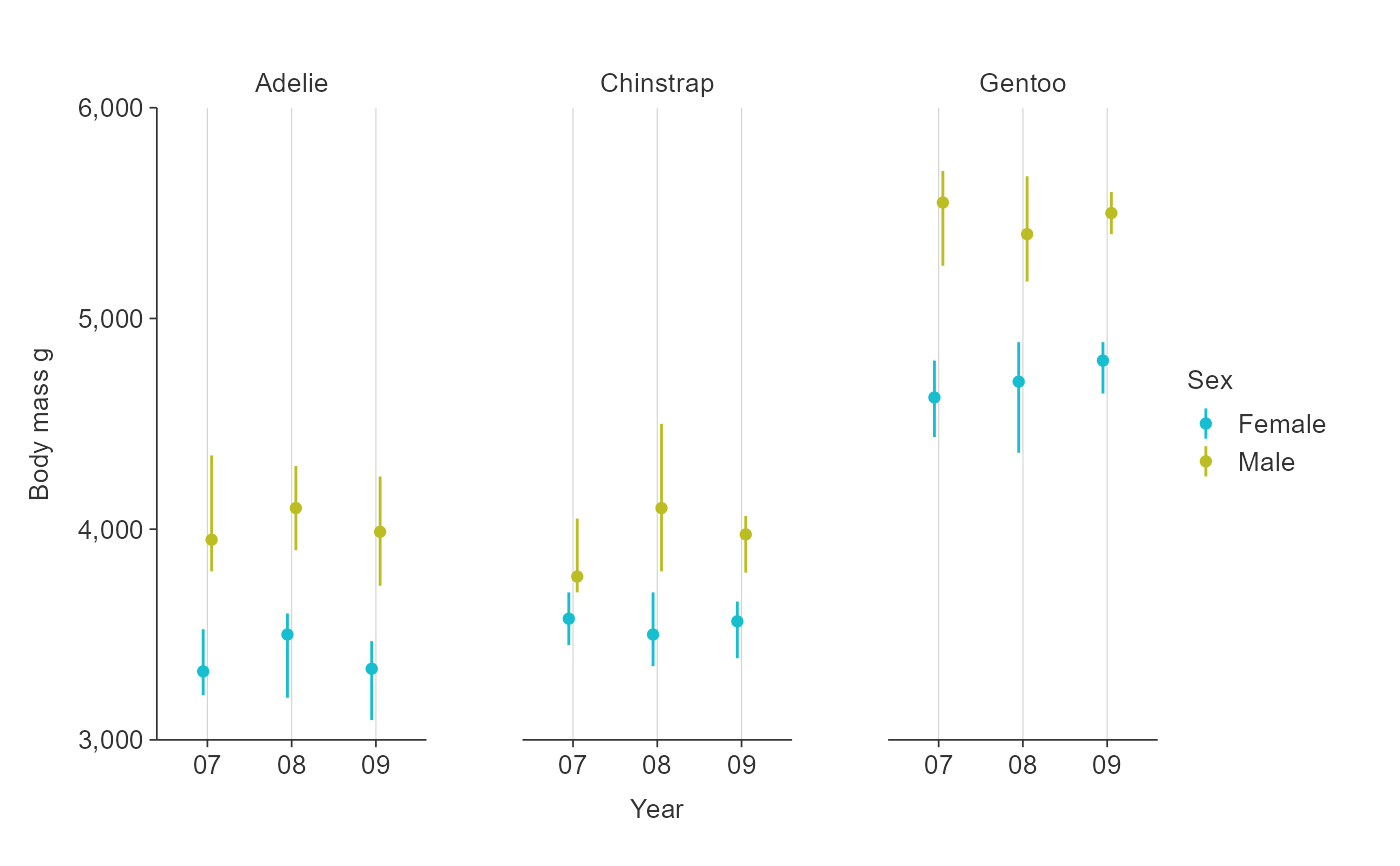 Adelie
Chinstrap
Gentoo
6,000
5,000
4,000
3,000
Body mass g
07 08 09
07 08 09
07 08 09
Year
Sex
Female
Male